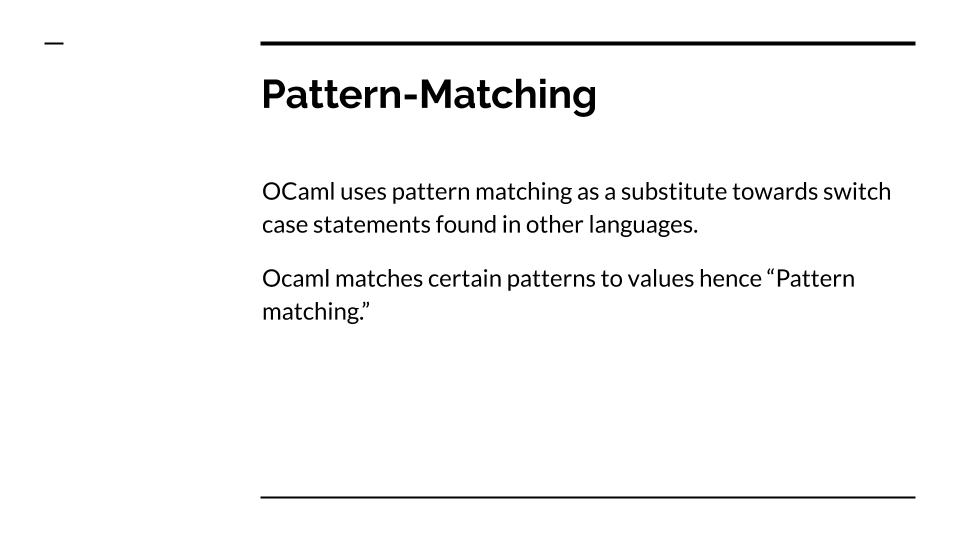 Pattern-Matching
OCaml uses pattern matching as a substitute towards switch
case statements found in other languages.
Ocaml matches certain patterns to values hence “Pattern
matching.”